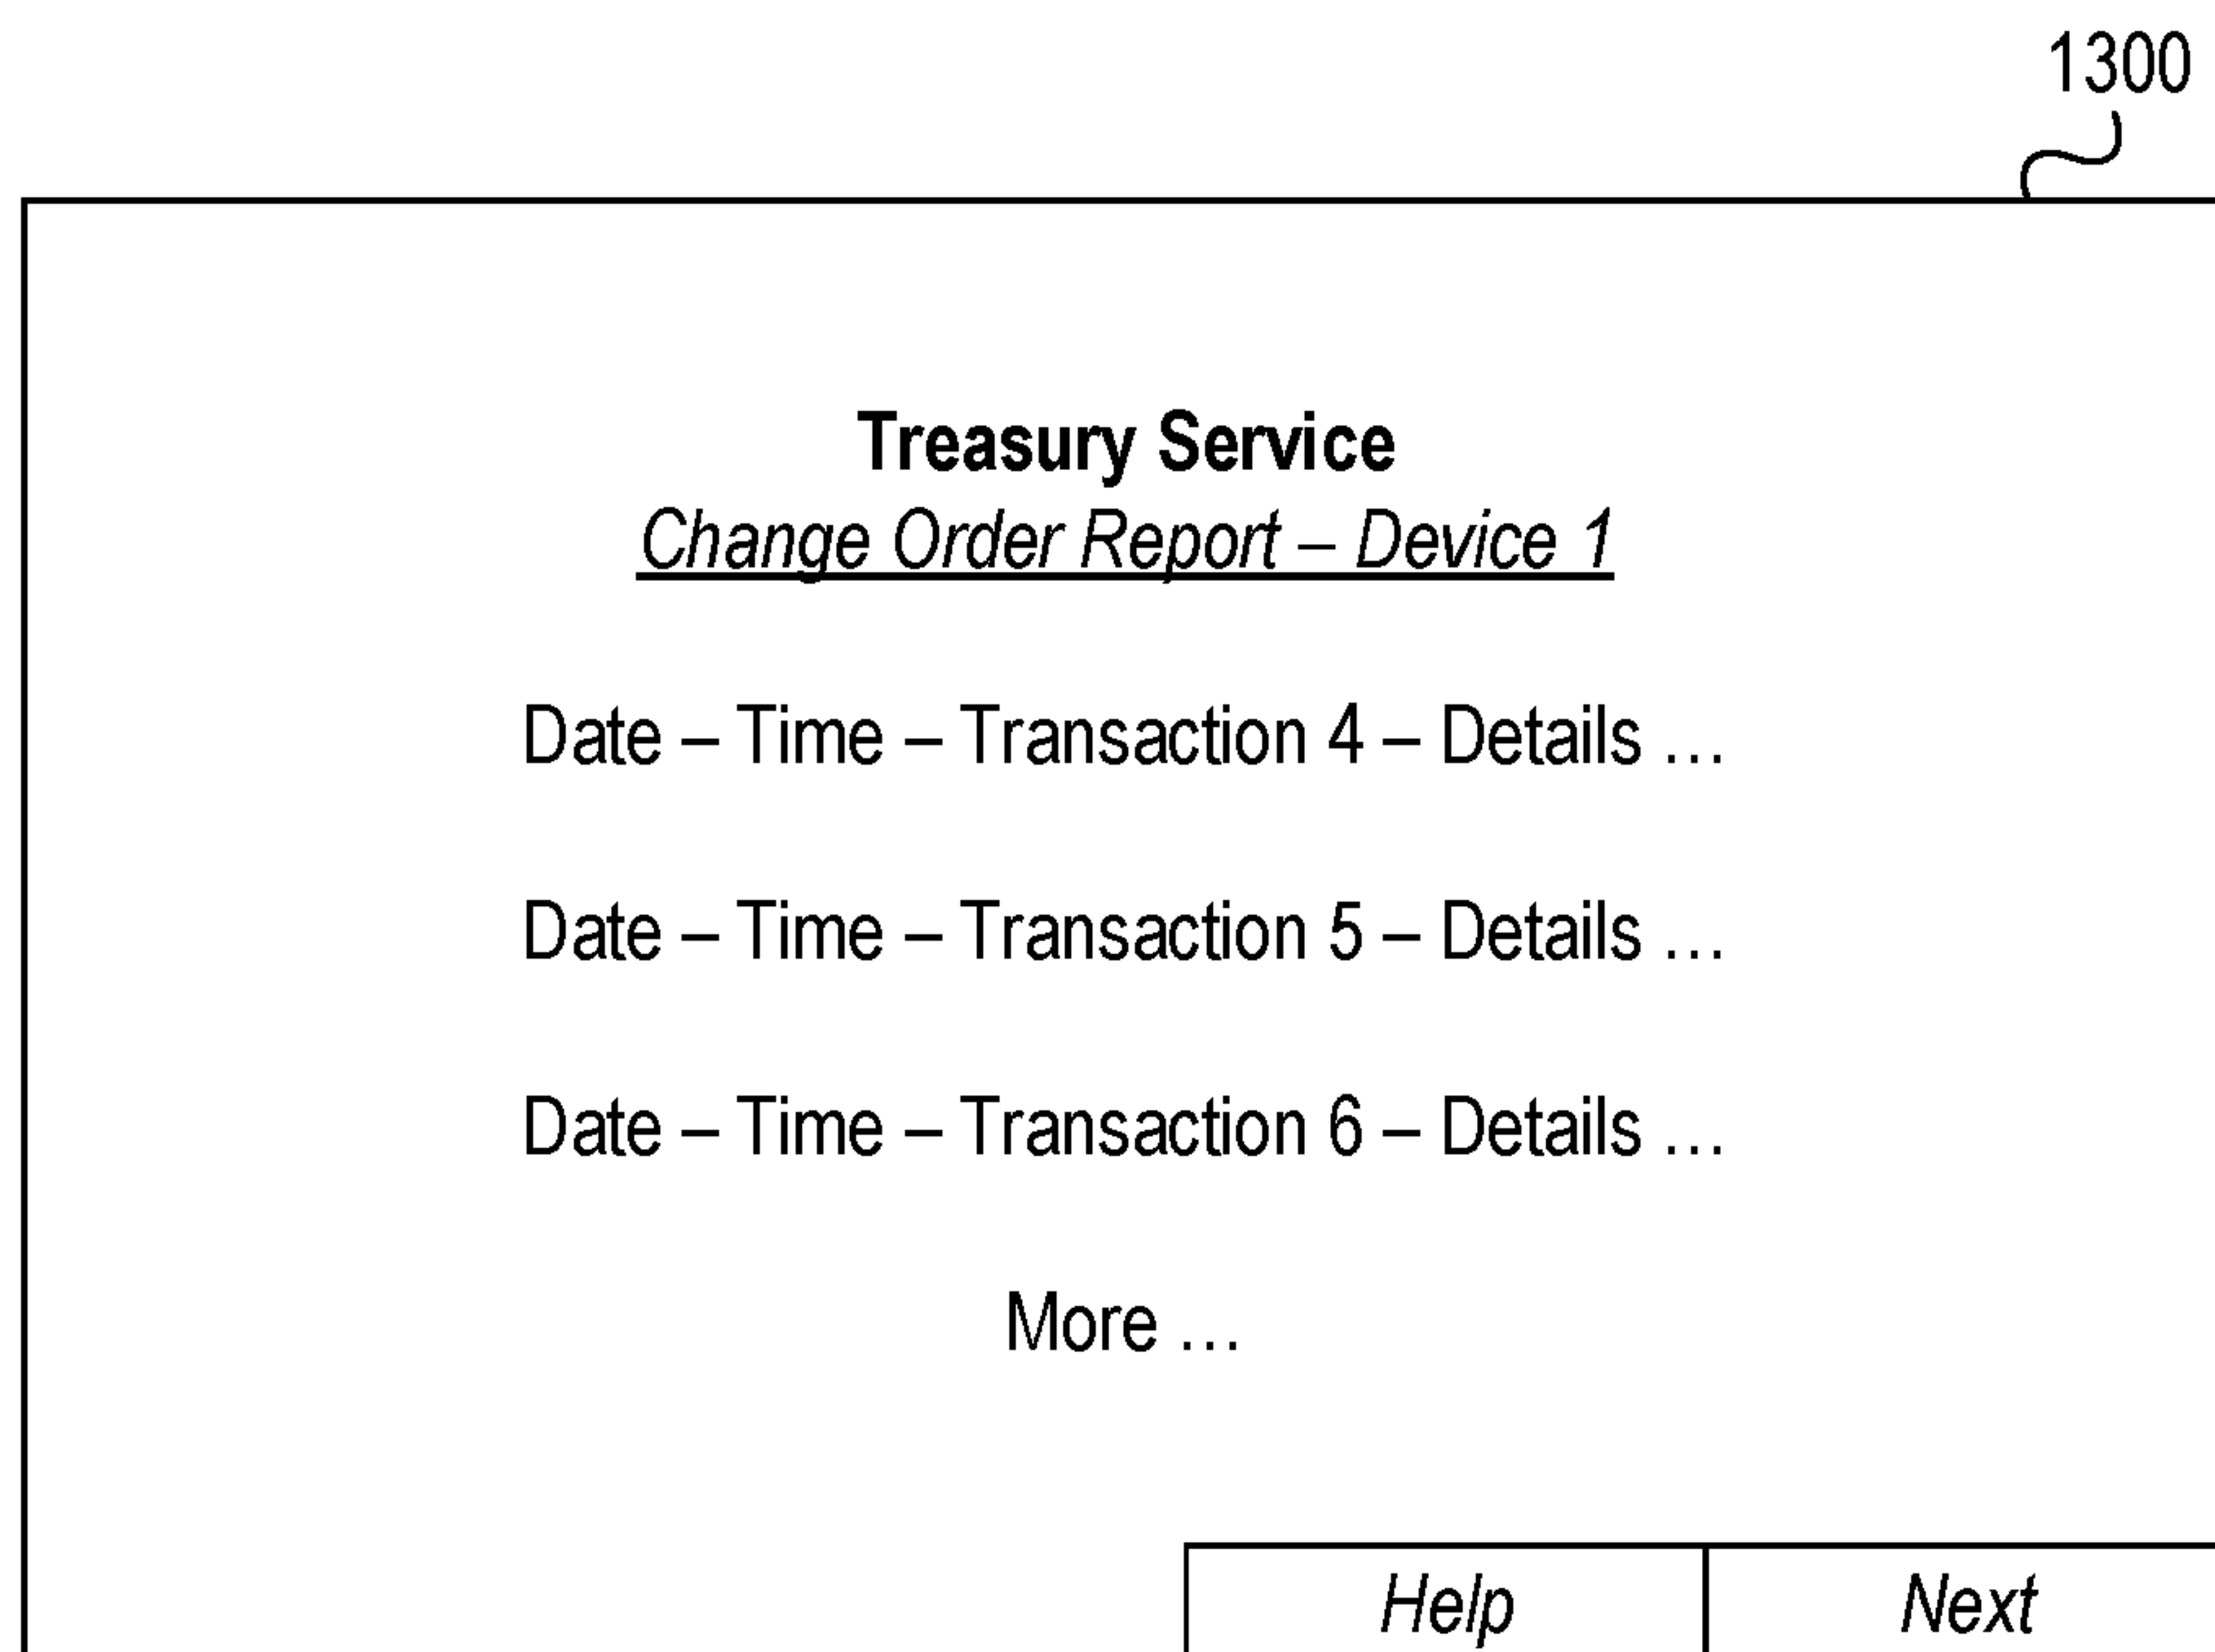 1300
Treasury Service
Change Order Report – Device 1
Date – Time – Transaction 4 – Details …
Date – Time – Transaction 5 – Details …
Date – Time – Transaction 6 – Details …
More …
Help Next